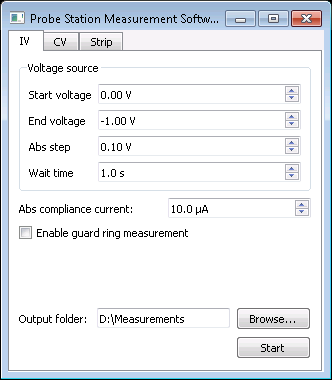 Probe Station Measurement Softw...
IV CV Strip
Voltage source
Start voltage 0.00 V
End voltage -1.00 V
Abs step 0.10 V
Wait time 1.0 s
Abs compliance current: 10.0 µA
Enable guard ring measurement
Output folder: D:\Measurements Browse...
Start